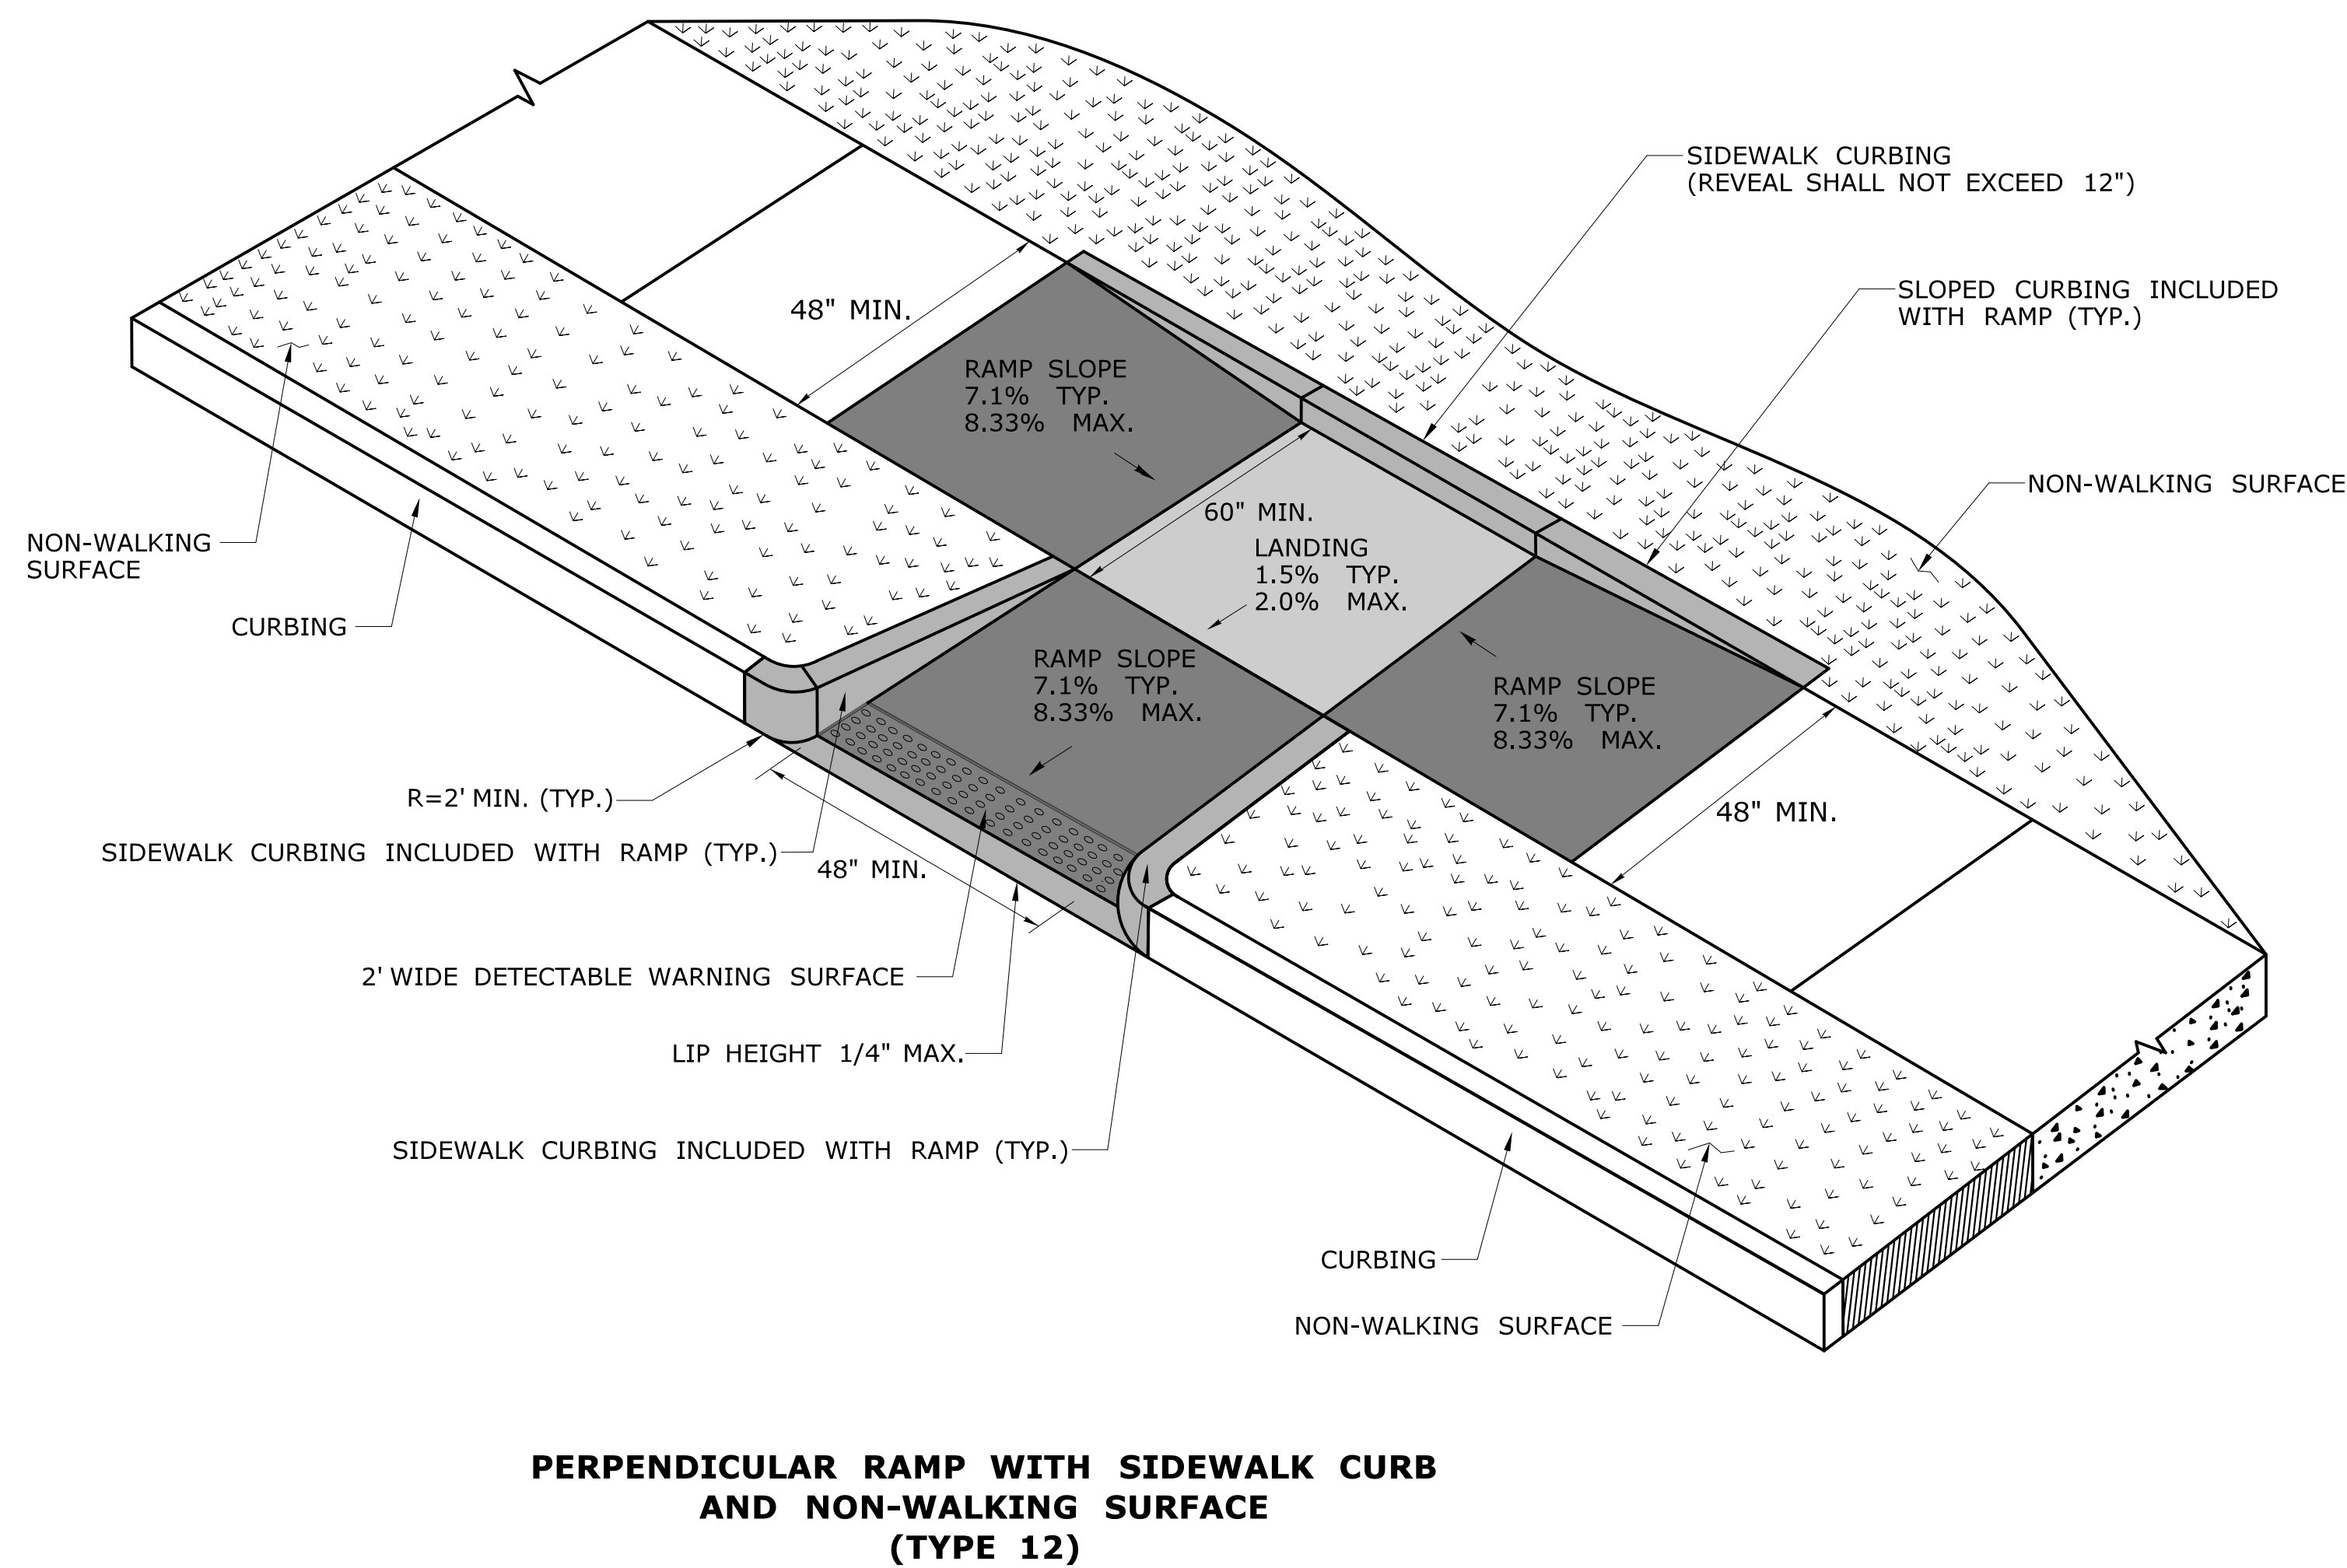 SIDEWALK CURBING
(REVEAL SHALL NOT EXCEED 12")
SLOPED CURBING INCLUDED
WITH RAMP (TYP.)
48" MIN.
RAMP SLOPE
7.1% TYP.
8.33% MAX.
NON-WALKING SURFACE
60" MIN.
LANDING
1.5% TYP.
2.0% MAX.
NON-WALKING
SURFACE
CURBING
RAMP SLOPE
7.1% TYP.
8.33% MAX.
RAMP SLOPE
7.1% TYP.
8.33% MAX.
R=2' MIN. (TYP.)
48" MIN.
SIDEWALK CURBING INCLUDED WITH RAMP (TYP.)
48" MIN.
2' WIDE DETECTABLE WARNING SURFACE
LIP HEIGHT 1/4" MAX.
SIDEWALK CURBING INCLUDED WITH RAMP (TYP.)
CURBING
NON-WALKING SURFACE
PERPENDICULAR RAMP WITH SIDEWALK CURB
AND NON-WALKING SURFACE
(TYPE 12)